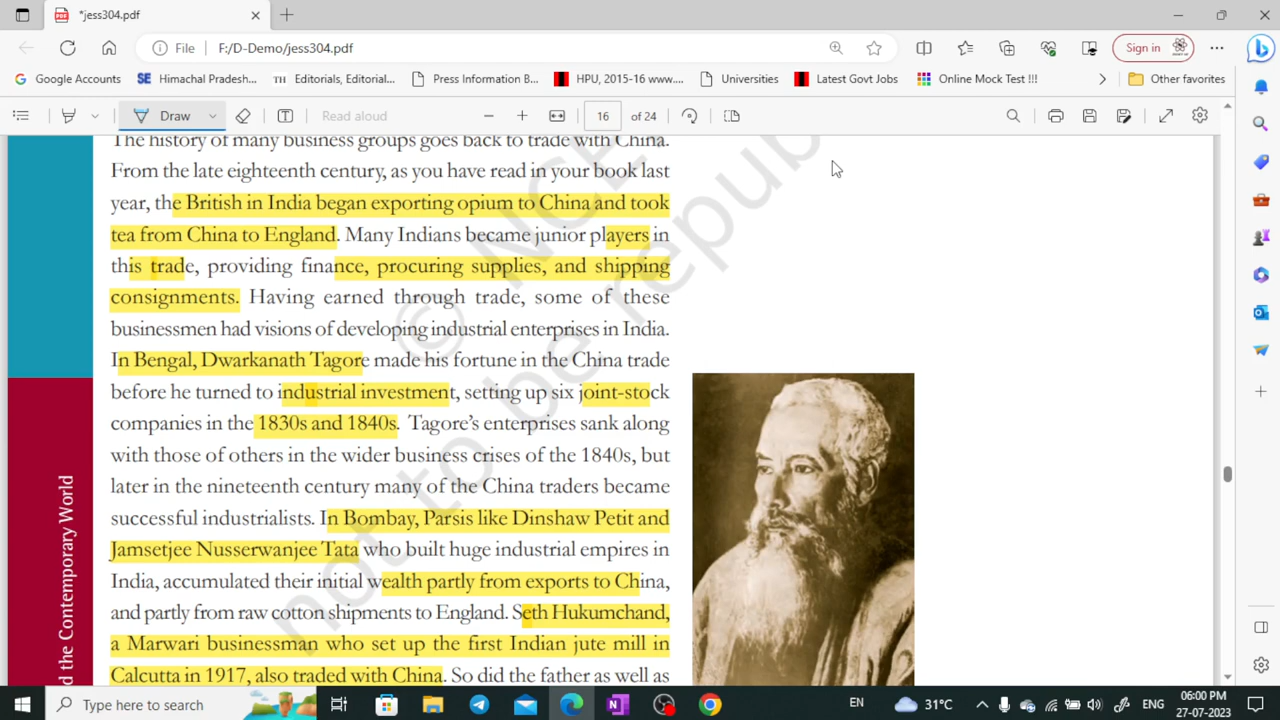 *jess304.pdf
File F:/D-Demo/jess304.pdf Sign in
Google Accounts SE Himachal Pradesh... TH Editorials, Editorial... Press Information B... HPU, 2015-16 www.... Universities Latest Govt Jobs Online Mock Test !!! Other favorites
Draw Read aloud 16 of 24
The history of many business groups goes back to trade with China.
From the late eighteenth century, as you have read in your book last
year, the British in India began exporting opium to China and took
tea from China to England. Many Indians became junior players in
this trade, providing finance, procuring supplies, and shipping
consignments. Having earned through trade, some of these
businessmen had visions of developing industrial enterprises in India.
In Bengal, Dwarkanath Tagore made his fortune in the China trade
before he turned to industrial investment, setting up six joint-stock
companies in the 1830s and 1840s. Tagore's enterprises sank along
with those of others in the wider business crises of the 1840s, but
later in the nineteenth century many of the China traders became
successful industrialists. In Bombay, Parsis like Dinshaw Petit and
Jamsetjee Nusserwanjee Tata who built huge industrial empires in
India, accumulated their initial wealth partly from exports to China,
and partly from raw cotton shipments to England. Seth Hukumchand,
a Marwari businessman who set up the first Indian jute mill in
Calcutta in 1917, also traded with China. So did the father as well as
d the Contemporary World
© NCE
not to be repub
Type here to search EN 31°C ENG 06:00 PM
27-07-2023